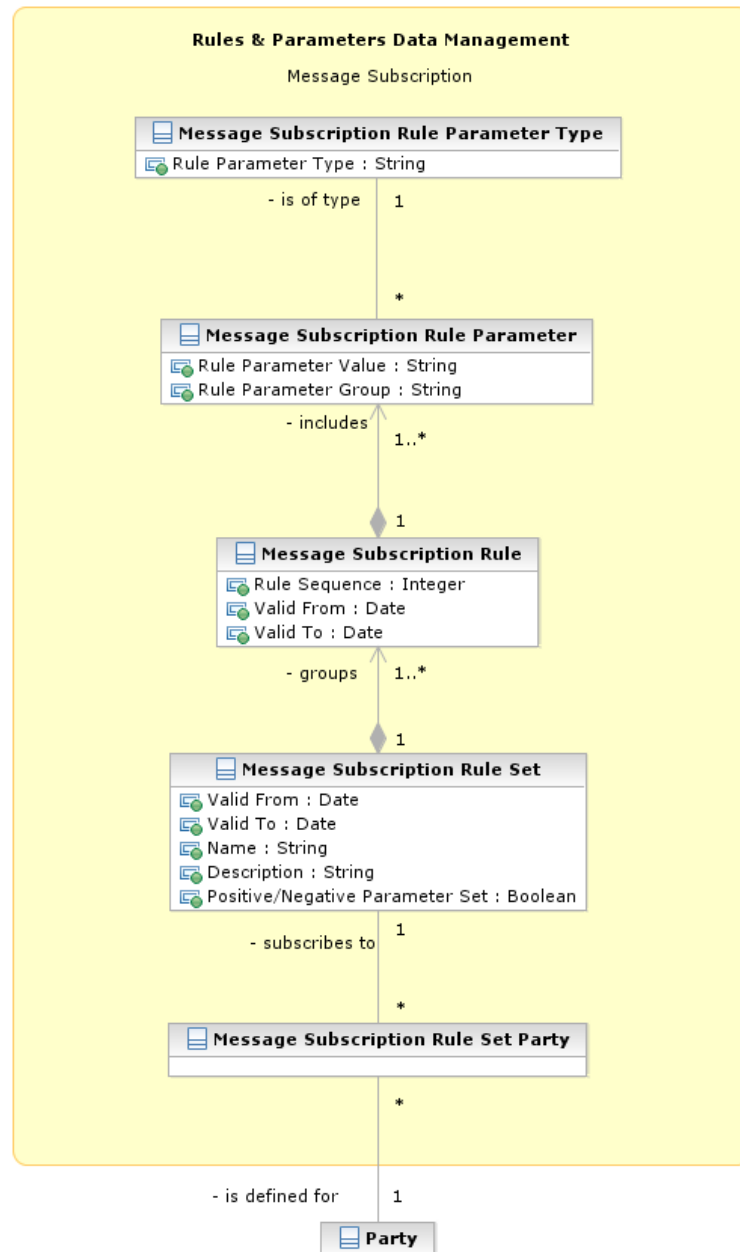 Rules & Parameters Data Management
Message Subscription
Message Subscription Rule Parameter Type
Rule Parameter Type : String
- is of type
1
*
Message Subscription Rule Parameter
Rule Parameter Value : String
Rule Parameter Group : String
- includes
1..*
1
Message Subscription Rule
Rule Sequence : Integer
Valid From : Date
Valid To : Date
- groups
1..*
1
Message Subscription Rule Set
Valid From : Date
Valid To : Date
Name : String
Description : String
Positive/Negative Parameter Set : Boolean
1
- subscribes to
*
Message Subscription Rule Set Party
*
- is defined for
1
Party